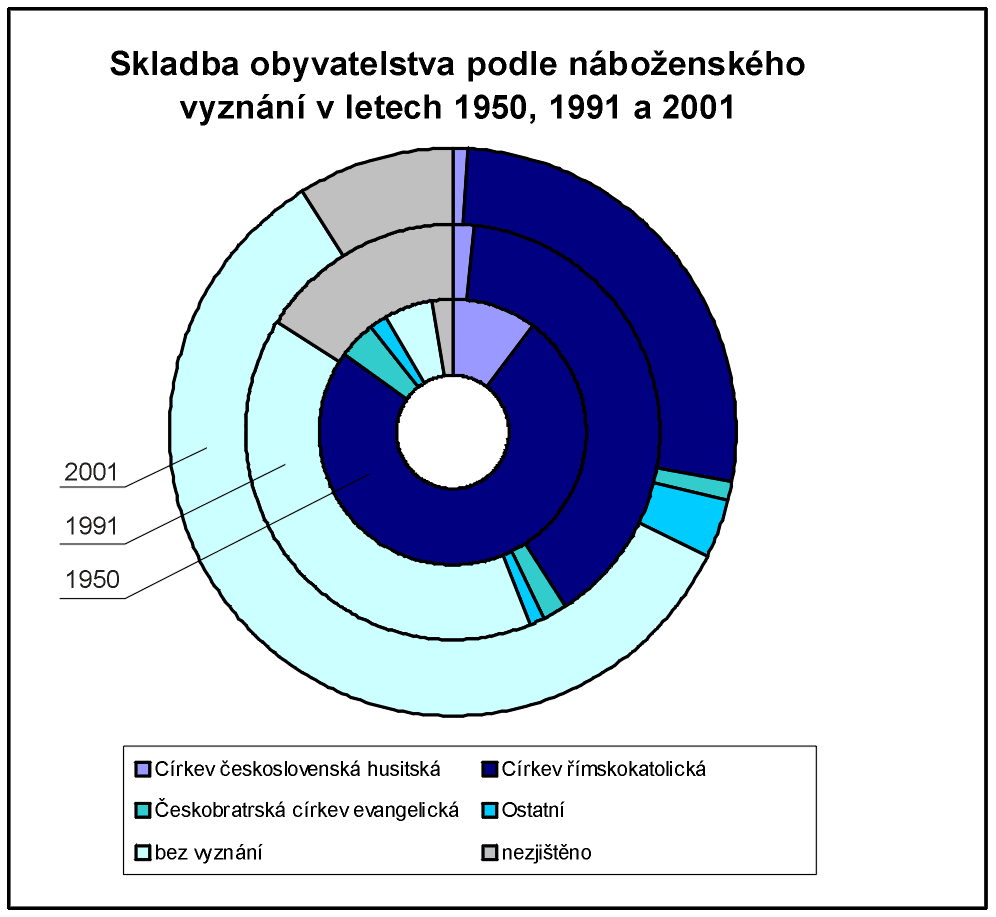 Skladba obyvatelstva podle náboženského
vyznání v letech 1950, 1991 a 2001
2001
1991
1950
Církev československá husitská
Církev římskokatolická
Českobratrská církev evangelická
Ostatní
bez vyznání
nezjištěno